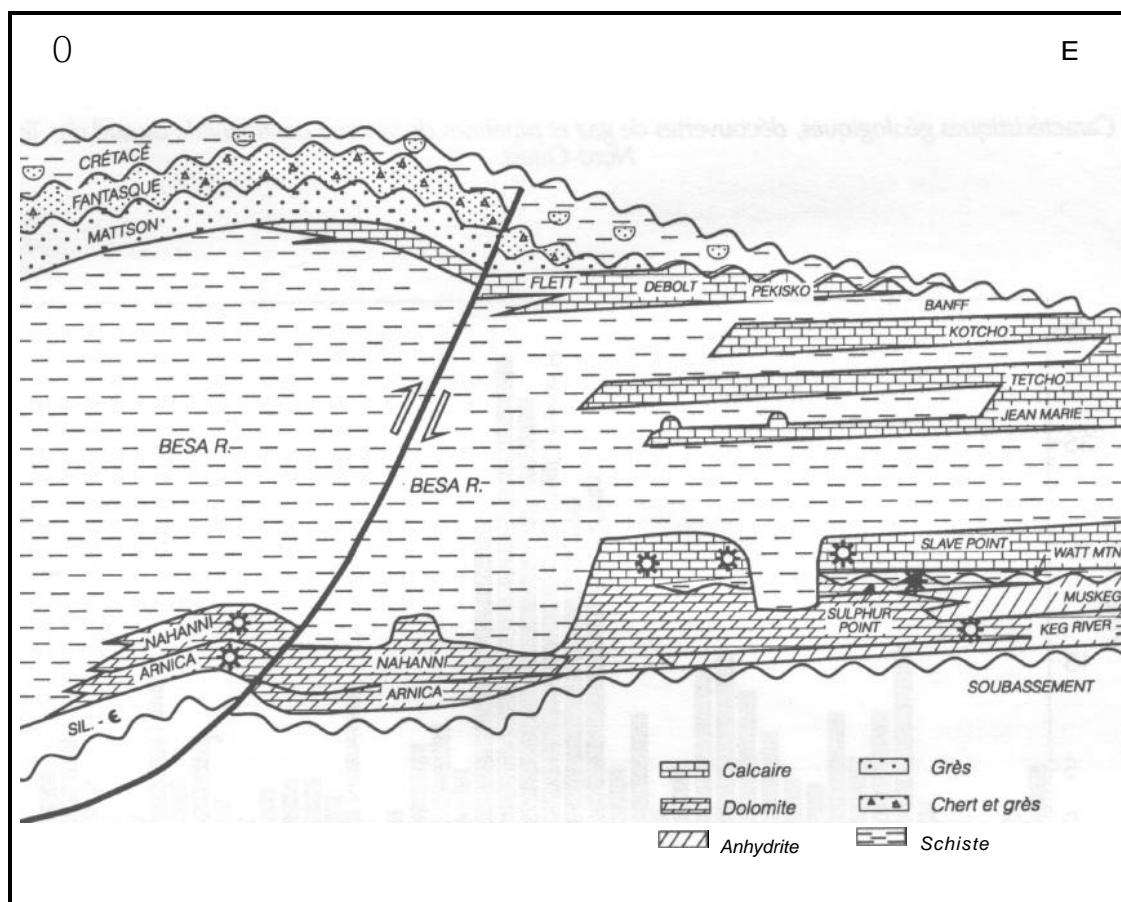 O
E
CRÉTACÉ
FANTASQUE
MATTSON
FLETT
DEBOLT
PEKISKO
BANFF
KOTCHO
TETCHO
JEAN MARIE
BESA R.
BESA R.
SLAVE POINT
WATT MTN
SULPHUR
POINT
MUSKEG
KEG RIVER
NAHANNI
ARNICA
NAHANNI
ARNICA
SIL. - Є
SOUBASSEMENT
Calcaire
Grès
Dolomite
Chert et grès
Anhydrite
Schiste